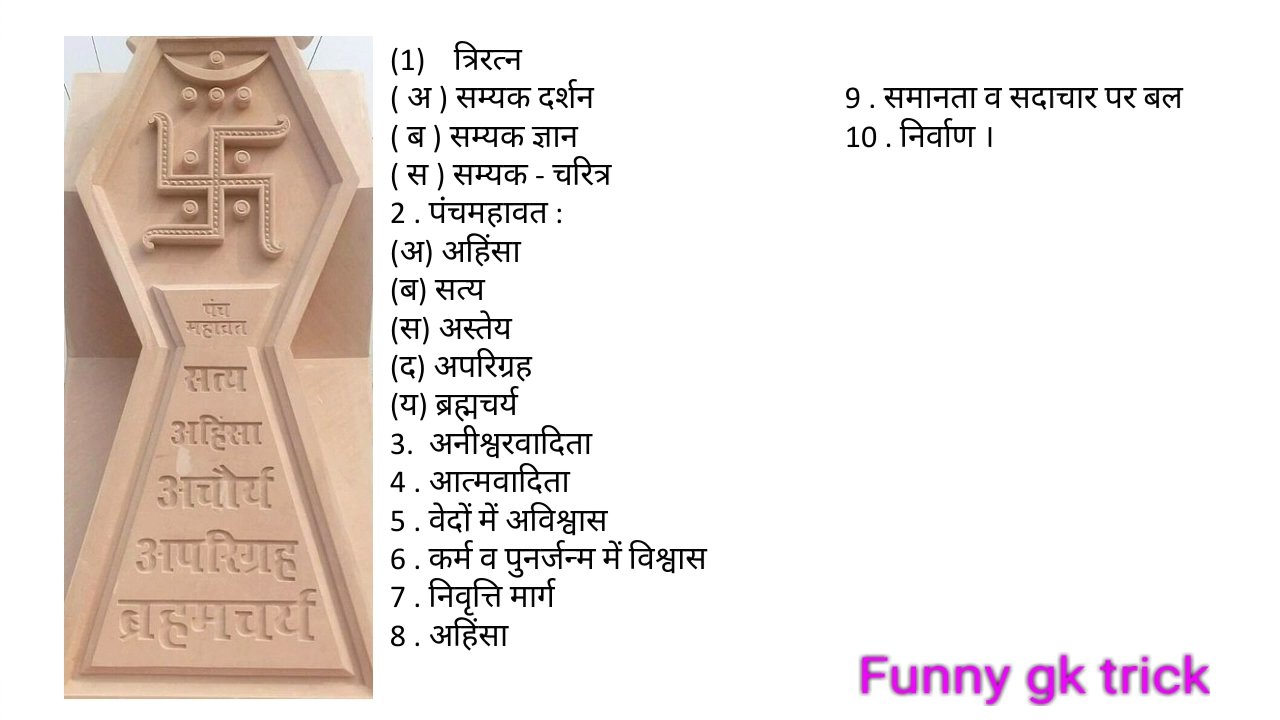 पंच
महाव्रत
सत्य
अहिंसा
अचौर्य
अपरिग्रह
ब्रहमचर्य
(1) त्रिरत्न
( अ ) सम्यक दर्शन
( ब ) सम्यक ज्ञान
( स ) सम्यक - चरित्र
2 . पंचमहावत :
(अ) अहिंसा
(ब) सत्य
(स) अस्तेय
(द) अपरिग्रह
(य) ब्रह्मचर्य
3. अनीश्वरवादिता
4 . आत्मवादिता
5 . वेदों में अविश्वास
6 . कर्म व पुनर्जन्म में विश्वास
7 . निवृत्ति मार्ग
8 . अहिंसा
9 . समानता व सदाचार पर बल
10 . निर्वाण ।
Funny gk trick